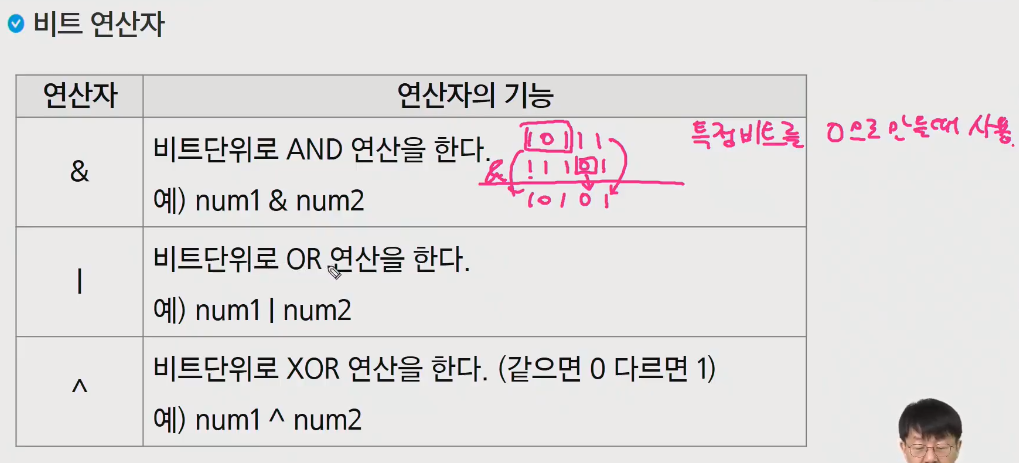 비트 연산자
연산자 연산자의 기능
& 비트단위로 AND 연산을 한다.
예) num1 & num2
10111
& 11101
10101
특정비트를 0으로 만들때 사용.
| 비트단위로 OR 연산을 한다.
예) num1 | num2
^ 비트단위로 XOR 연산을 한다. (같으면 0 다르면 1)
예) num1 ^ num2